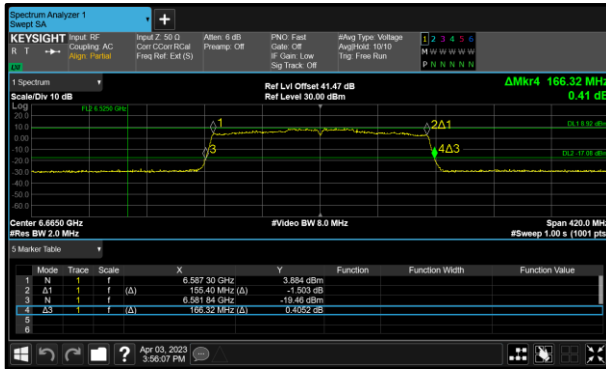 Spectrum Analyzer 1
Swept SA
KEYSIGHT Input: RF Input Z: 50 Ω Atten: 6 dB PNO: Fast #Avg Type: Voltage 1 2 3 4 5 6
R T Coupling: AC Corr CCorr RCal Preamp: Off Gate: Off Avg|Hold: 10/10 M W W W W W
Align: Partial Freq Ref: Ext (S) IF Gain: Low Trig: Free Run P N N N N N
Sig Track: Off
1 Spectrum Ref Lvl Offset 41.47 dB ΔMkr4 166.32 MHz
Scale/Div 10 dB Ref Level 30.00 dBm 0.41 dB
Log
20.0
10.0 1 2Δ1 DL1 8.92 dBm
0.00
-10.0 3 4Δ3
-20.0 DL2 -17.08 dBm
-30.0
-40.0
-50.0
-60.0
Center 6.6650 GHz #Video BW 8.0 MHz Span 420.0 MHz
#Res BW 2.0 MHz #Sweep 1.00 s (1001 pts)
5 Marker Table
Mode Trace Scale X Y Function Function Width Function Value
1 N 1 f 6.587 30 GHz 3.884 dBm
2 Δ1 1 f (Δ) 155.40 MHz (Δ) -1.503 dB
3 N 1 f 6.581 84 GHz -19.46 dBm
4 Δ3 1 f (Δ) 166.32 MHz (Δ) 0.4052 dB
5
6
Apr 03, 2023
3:56:07 PM